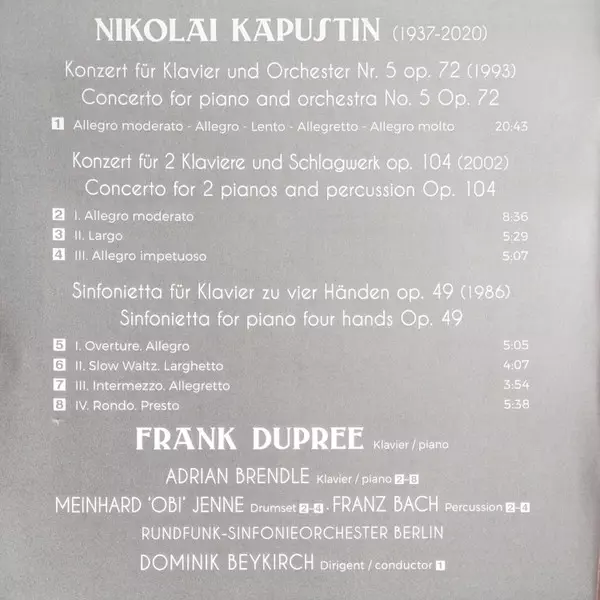 NIKOLAI KAPUSTIN (1937-2020)
Konzert für Klavier und Orchester Nr. 5 op. 72 (1993)
Concerto for piano and orchestra No. 5 Op. 72
1 Allegro moderato - Allegro - Lento - Allegretto - Allegro molto 20:43
Konzert für 2 Klaviere und Schlagwerk op. 104 (2002)
Concerto for 2 pianos and percussion Op. 104
2 I. Allegro moderato 8:36
3 II. Largo 5:29
4 III. Allegro impetuoso 5:07
Sinfonietta für Klavier zu vier Händen op. 49 (1986)
Sinfonietta for piano four hands Op. 49
5 I. Overture. Allegro 5:05
6 II. Slow Waltz. Larghetto 4:07
7 III. Intermezzo. Allegretto 3:54
8 IV. Rondo. Presto 5:38
FRANK DUPREE Klavier / piano
ADRIAN BRENDLE Klavier / piano 2-8
MEINHARD 'OBI' JENNE Drumset 2-4 · FRANZ BACH Percussion 2-4
RUNDFUNK-SINFONIEORCHESTER BERLIN
DOMINIK BEYKIRCH Dirigent / conductor 1